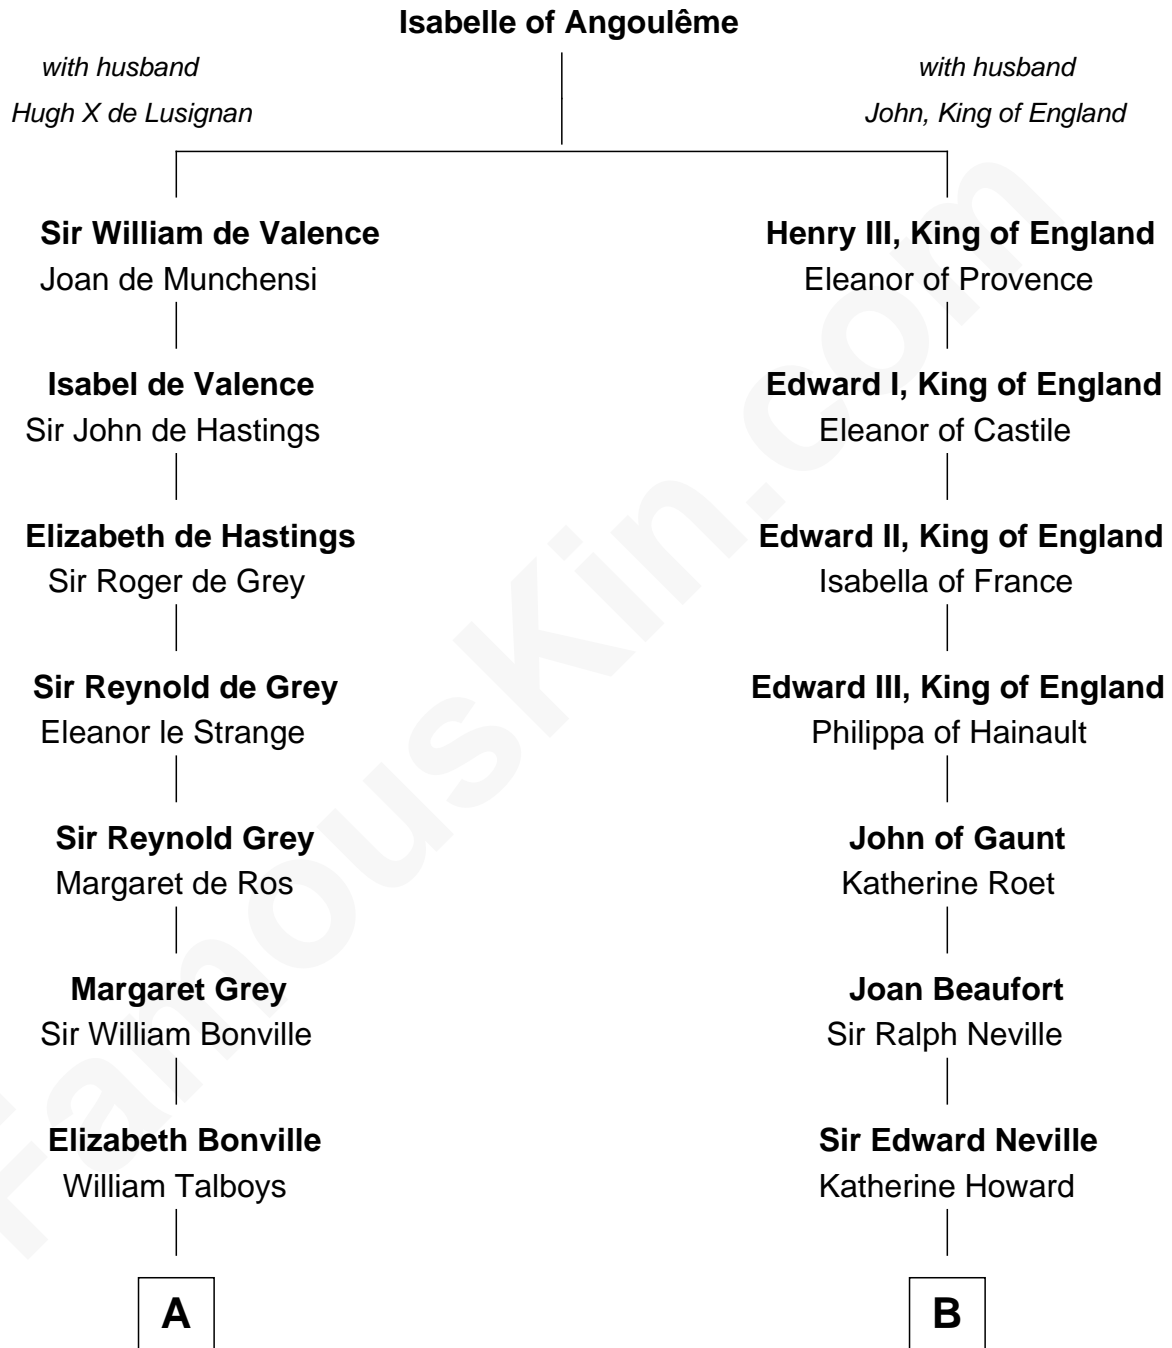 Isabelle of Angoulême
with husband
Hugh X de Lusignan
with husband
John, King of England
Sir William de Valence
Joan de Munchensi
Henry III, King of England
Eleanor of Provence
Isabel de Valence
Sir John de Hastings
Edward I, King of England
Eleanor of Castile
Elizabeth de Hastings
Sir Roger de Grey
Edward II, King of England
Isabella of France
Sir Reynold de Grey
Eleanor le Strange
Edward III, King of England
Philippa of Hainault
Sir Reynold Grey
Margaret de Ros
John of Gaunt
Katherine Roet
Margaret Grey
Sir William Bonville
Joan Beaufort
Sir Ralph Neville
Elizabeth Bonville
William Talboys
Sir Edward Neville
Katherine Howard
A
B
FamousKin.com